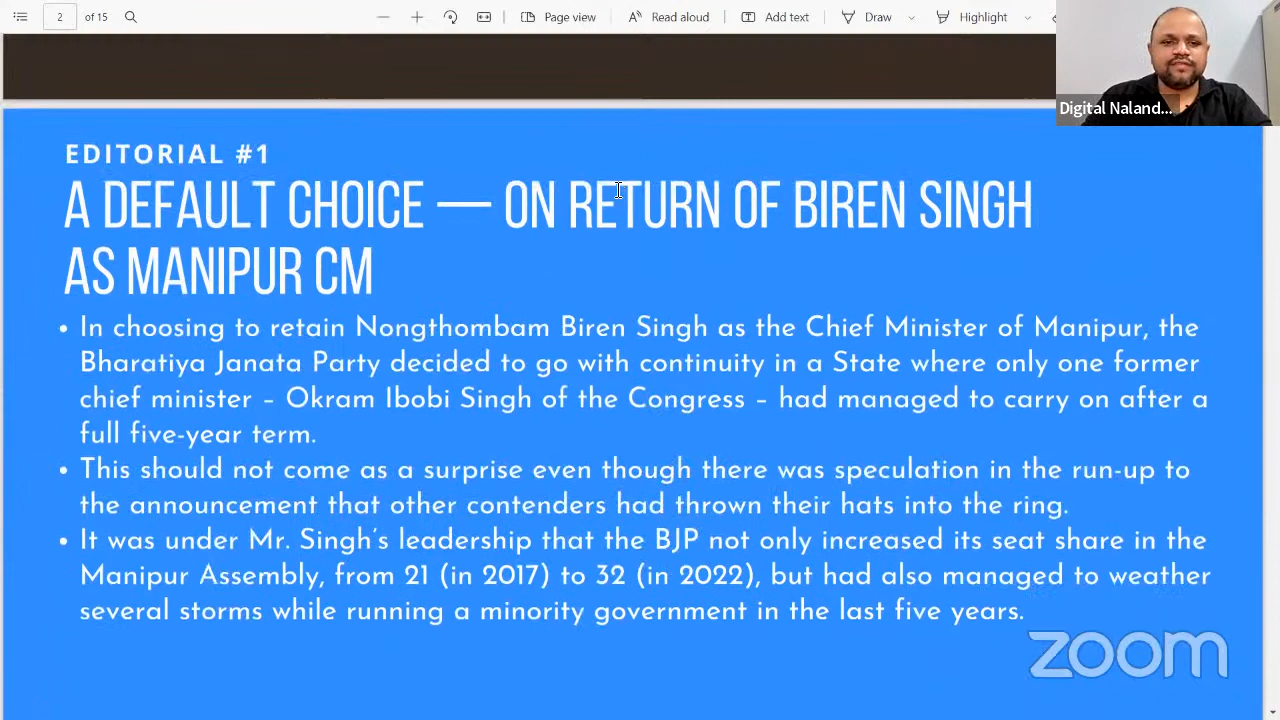 2 of 15 Page view Read aloud Add text Draw Highlight
Digital Naland...
EDITORIAL #1
A DEFAULT CHOICE — ON RETURN OF BIREN SINGH
AS MANIPUR CM
• In choosing to retain Nongthombam Biren Singh as the Chief Minister of Manipur, the
Bharatiya Janata Party decided to go with continuity in a State where only one former
chief minister – Okram Ibobi Singh of the Congress – had managed to carry on after a
full five-year term.
• This should not come as a surprise even though there was speculation in the run-up to
the announcement that other contenders had thrown their hats into the ring.
• It was under Mr. Singh's leadership that the BJP not only increased its seat share in the
Manipur Assembly, from 21 (in 2017) to 32 (in 2022), but had also managed to weather
several storms while running a minority government in the last five years.
zoom